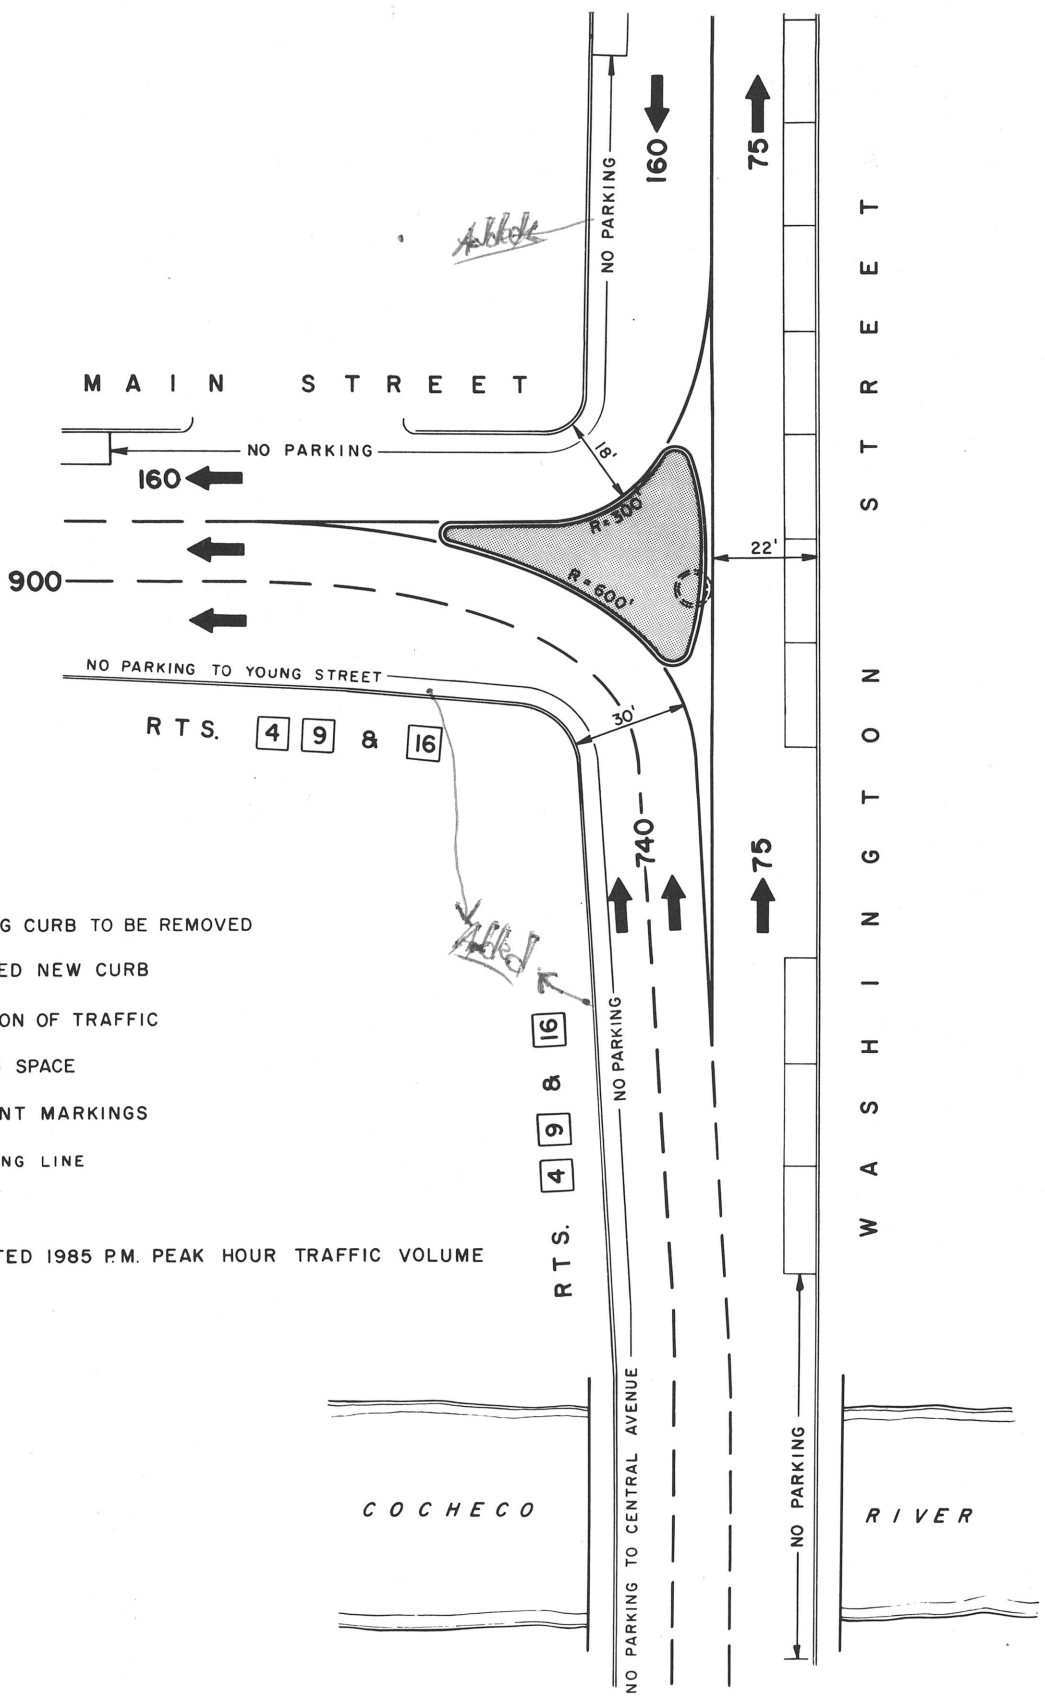 160
75
NO PARKING
Added
STREET
MAIN STREET
NO PARKING
18'
160
R = 300'
22'
900
R = 600'
NO PARKING TO YOUNG STREET
30'
RTS. 4 9 & 16
740
75
G CURB TO BE REMOVED
ED NEW CURB
Added
ON OF TRAFFIC
SPACE
NT MARKINGS
NG LINE
NO PARKING
RTS. 4 9 & 16
WASHINGTON
TED 1985 P.M. PEAK HOUR TRAFFIC VOLUME
NO PARKING TO CENTRAL AVENUE
NO PARKING
COCHECO
RIVER